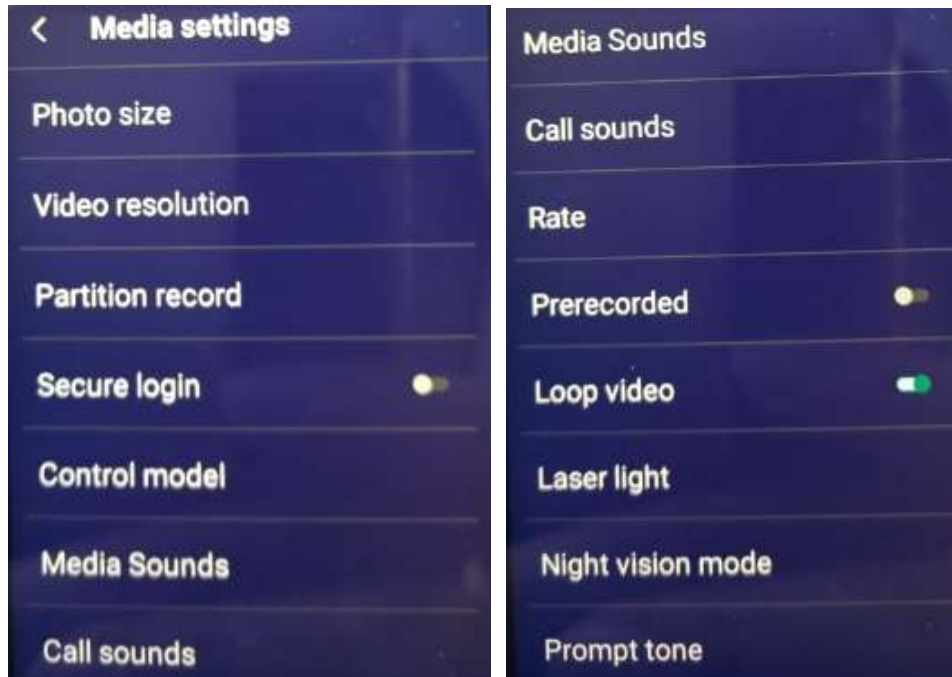 Media settings
Photo size
Video resolution
Partition record
Secure login
Control model
Media Sounds
Call sounds
Media Sounds
Call sounds
Rate
Prerecorded
Loop video
Laser light
Night vision mode
Prompt tone